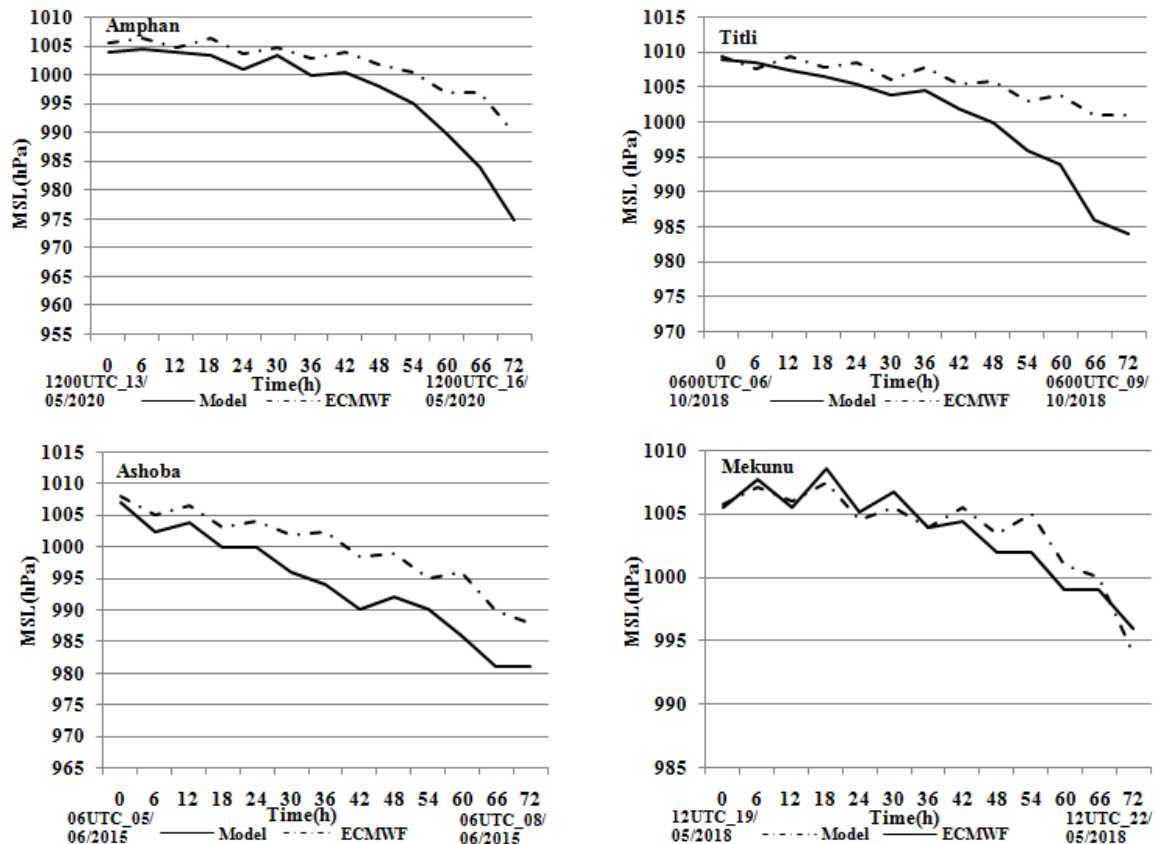 Amphan
MSL(hPa)
1010
1005
1000
995
990
985
980
975
970
965
960
955
0 6 12 18 24 30 36 42 48 54 60 66 72
1200UTC_13/
05/2020
Time(h)
1200UTC_16/
05/2020
Model ECMWF
Titli
MSL (hPa)
1015
1010
1005
1000
995
990
985
980
975
970
0 6 12 18 24 30 36 42 48 54 60 66 72
0600UTC_06/
10/2018
Time(h)
0600UTC_09/
10/2018
Model ECMWF
Ashoba
MSL(hPa)
1015
1010
1005
1000
995
990
985
980
975
970
965
0 6 12 18 24 30 36 42 48 54 60 66 72
06UTC_05/
06/2015
Time(h)
06UTC_08/
06/2015
Model ECMWF
Mekunu
MSL(hPa)
1010
1005
1000
995
990
985
0 6 12 18 24 30 36 42 48 54 60 66 72
12UTC_19/
05/2018
Time(h)
12UTC_22/
05/2018
Model ECMWF